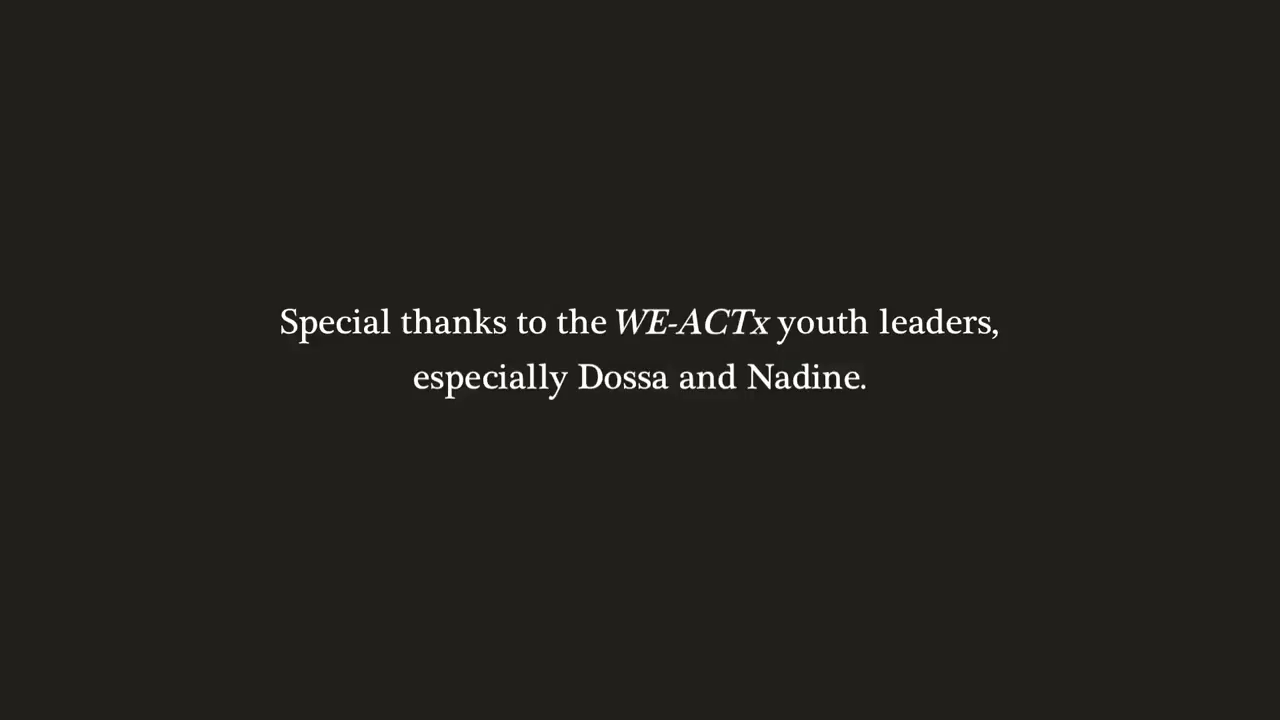 Special thanks to the WE-ACTx youth leaders,
especially Dossa and Nadine.